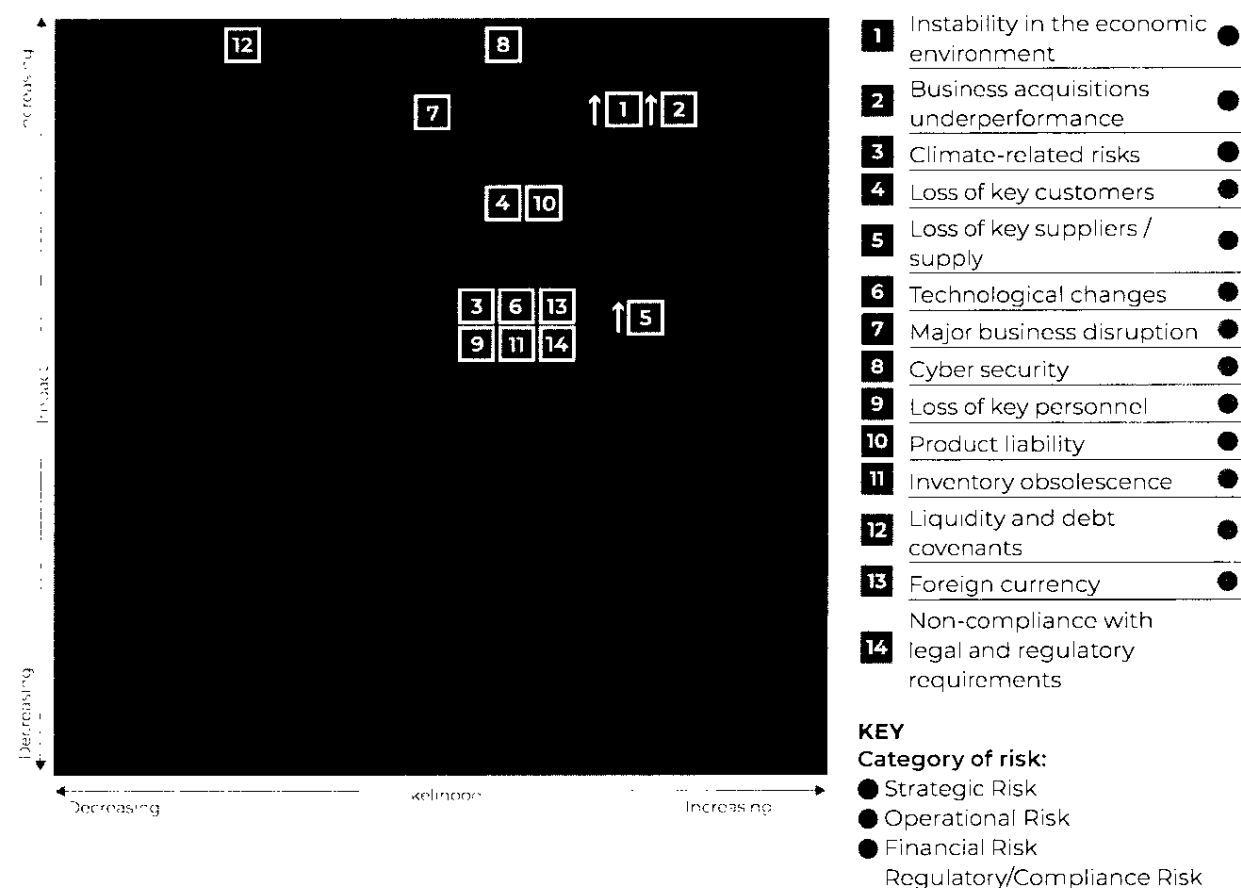 12 8
7 1 2
4 10
3 6 13
5
9 11 14
Impact
Decreasing
Decreasing
Increasing
1 Instability in the economic
environment
2 Business acquisitions
underperformance
3 Climate-related risks
4 Loss of key customers
5 Loss of key suppliers /
supply
6 Technological changes
7 Major business disruption
8 Cyber security
9 Loss of key personnel
10 Product liability
11 Inventory obsolescence
12 Liquidity and debt
covenants
13 Foreign currency
Non-compliance with
14 legal and regulatory
requirements
KEY
Category of risk:
Strategic Risk
Operational Risk
Financial Risk
Regulatory/Compliance Risk